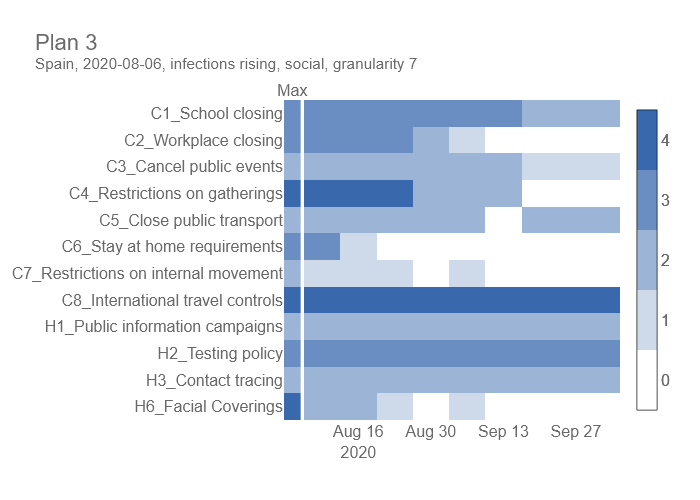 Plan 3
Spain, 2020-08-06, infections rising, social, granularity 7
Max
C1_School closing
C2_Workplace closing
C3_Cancel public events
C4_Restrictions on gatherings
C5_Close public transport
C6_Stay at home requirements
C7_Restrictions on internal movement
C8_International travel controls
H1_Public information campaigns
H2_Testing policy
H3_Contact tracing
H6_Facial Coverings
Aug 16 Aug 30 Sep 13 Sep 27
2020
4
3
2
1
0